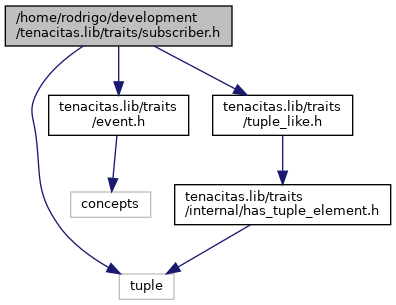 /home/rodrigo/development
/tenacitas.lib/traits/subscriber.h
tenacitas.lib/traits
/event.h
tenacitas.lib/traits
/tuple_like.h
concepts
tenacitas.lib/traits
/internal/has_tuple_element.h
tuple